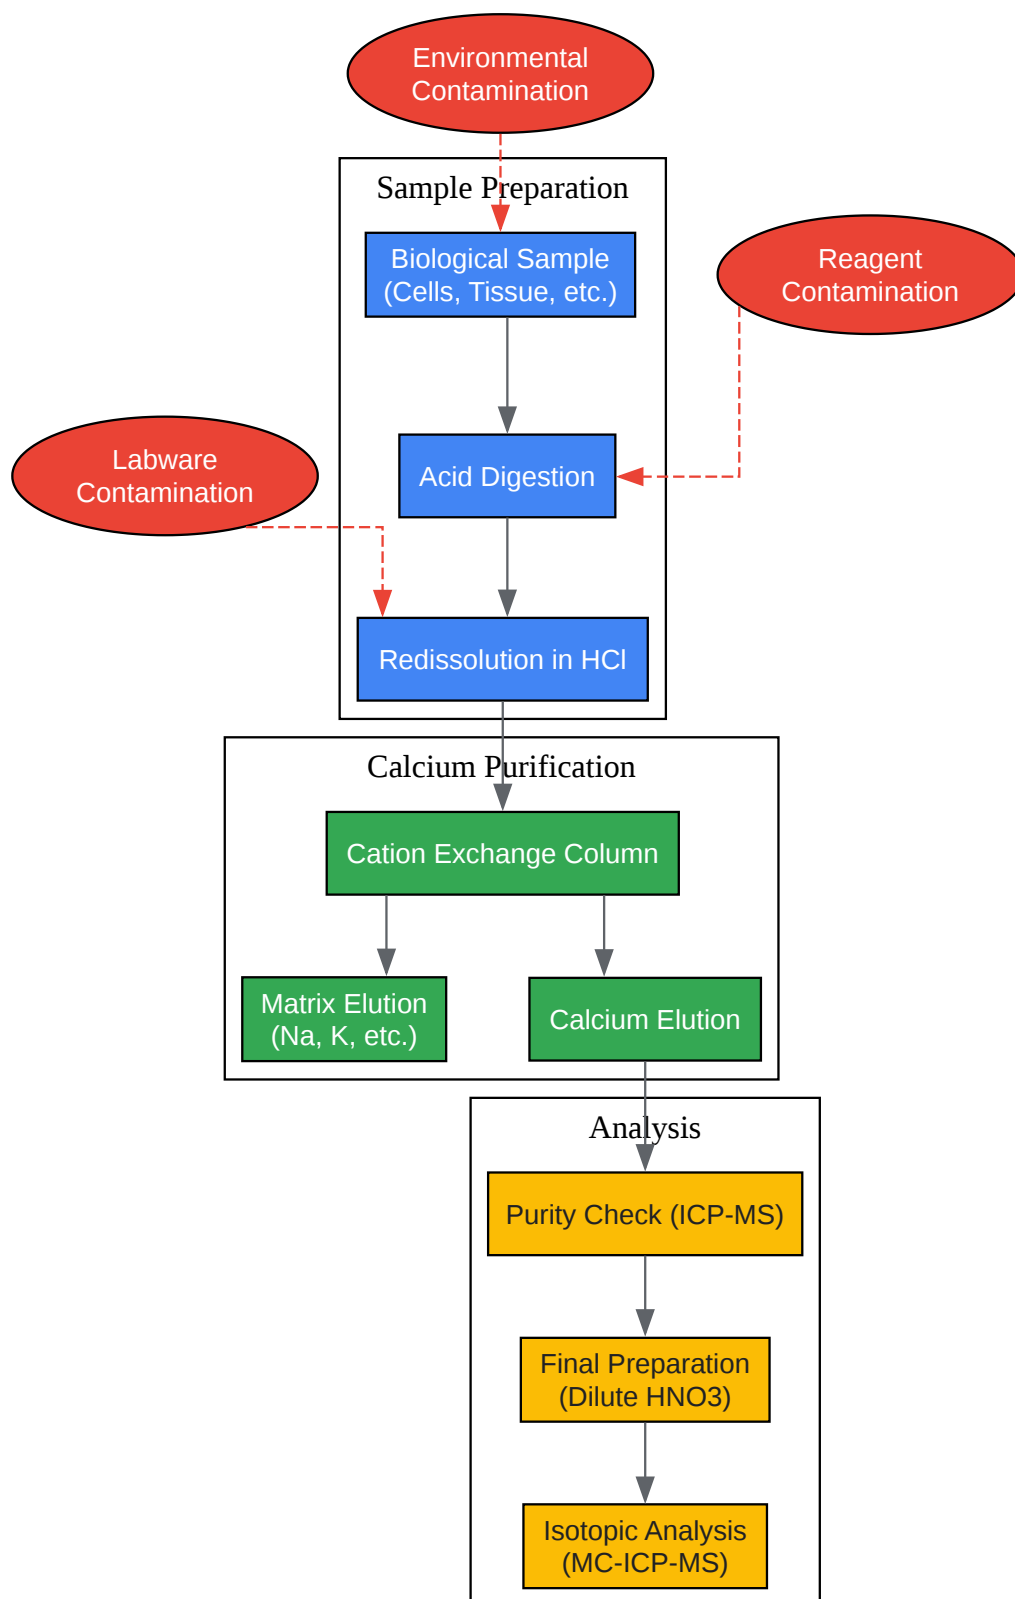 Environmental
Contamination
Sample Preparation
Biological Sample
(Cells, Tissue, etc.)
Reagent
Contamination
Labware
Contamination
Acid Digestion
Redissolution in HCl
Calcium Purification
Cation Exchange Column
Matrix Elution
(Na, K, etc.)
Calcium Elution
Analysis
Purity Check (ICP-MS)
Final Preparation
(Dilute HNO3)
Isotopic Analysis
(MC-ICP-MS)